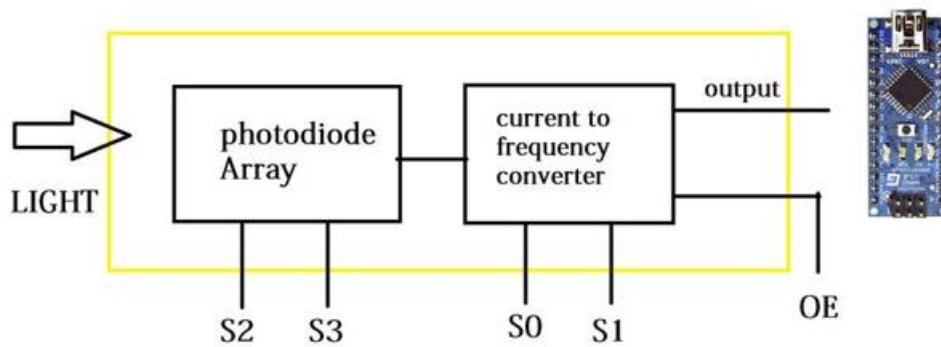 LIGHT
photodiode
Array
current to
frequency
converter
output
S2
S3
S0
S1
OE